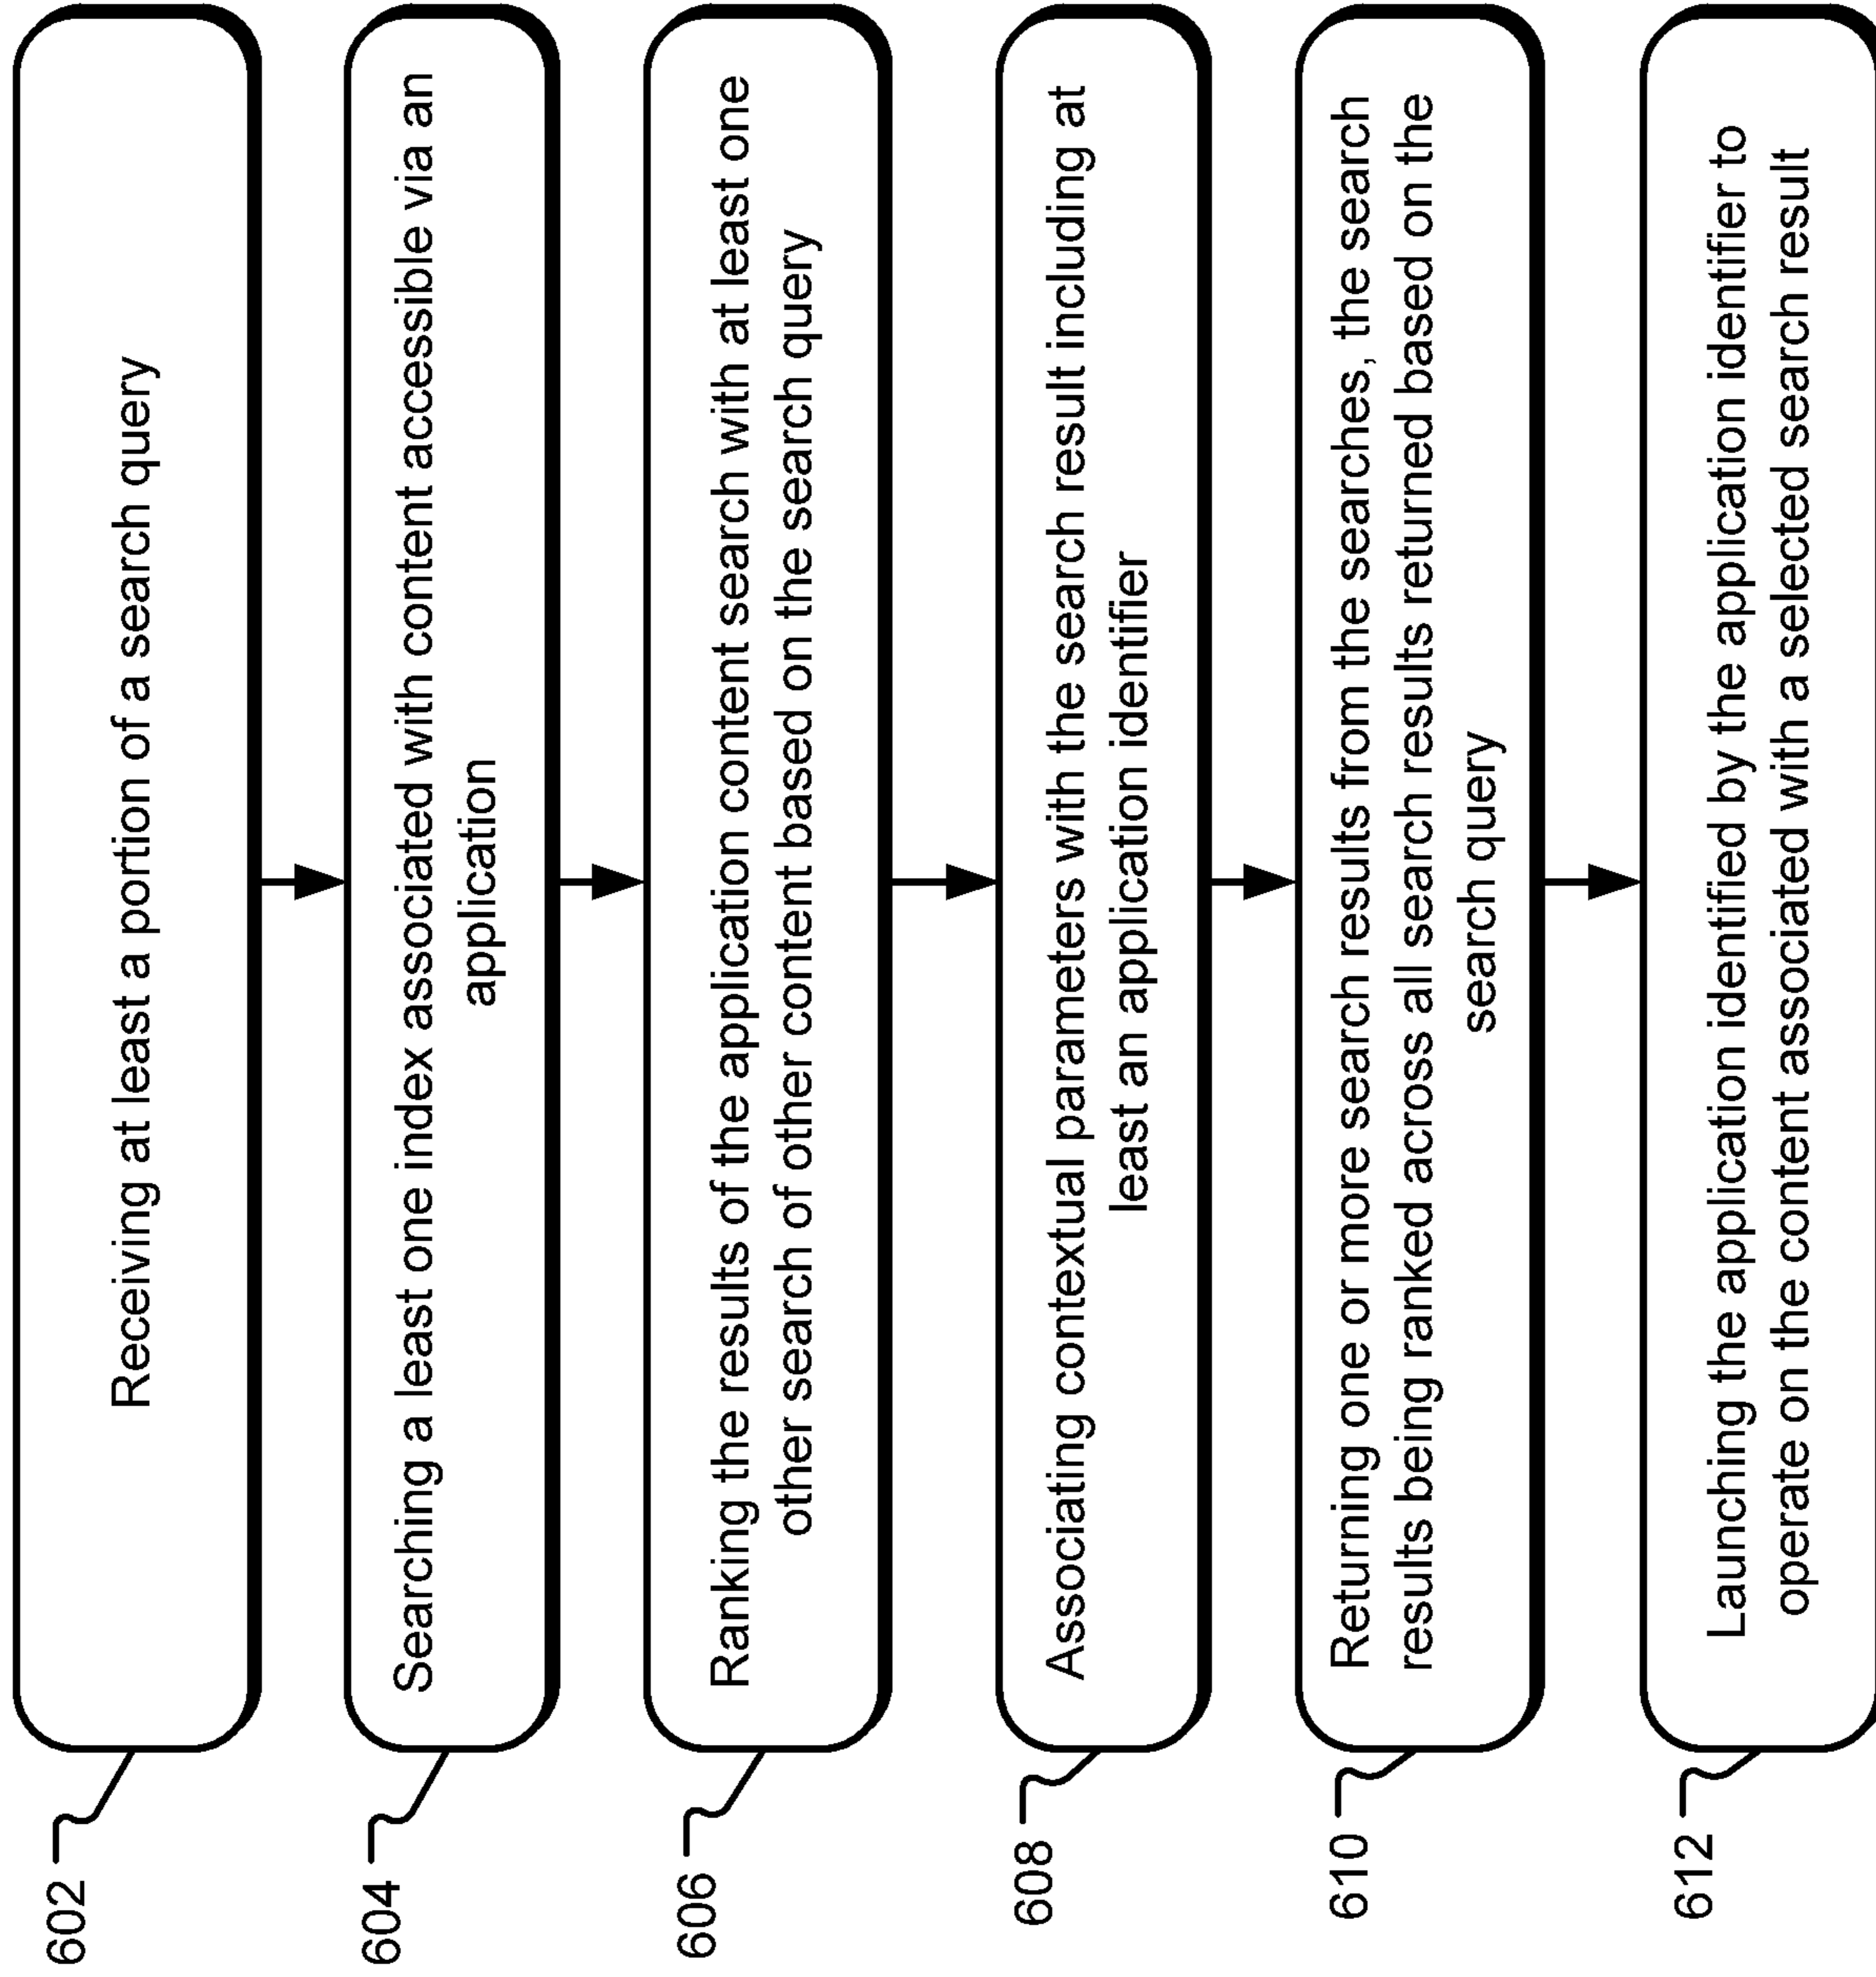 602
Receiving at least a portion of a search query
604
Searching a least one index associated with content accessible via an
application
606
Ranking the results of the application content search with at least one
other search of other content based on the search query
608
Associating contextual parameters with the search result including at
least an application identifier
610
Returning one or more search results from the searches, the search
results being ranked across all search results returned based on the
search query
612
Launching the application identified by the application identifier to
operate on the content associated with a selected search result